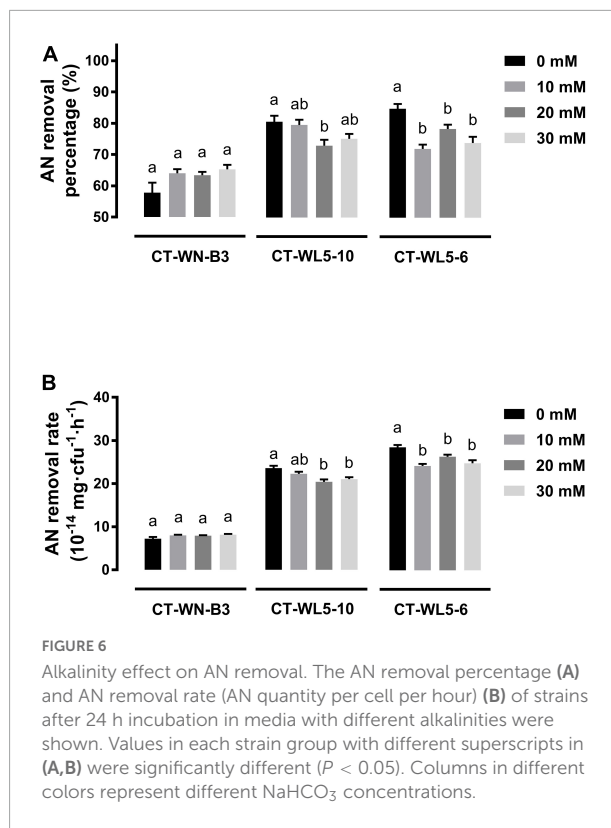 A
AN removal
percentage (%)
100
90
80
70
60
50
a a a a
a ab b ab
a b b b
CT-WN-B3 CT-WL5-10 CT-WL5-6
0 mM
10 mM
20 mM
30 mM
B
AN removal rate
(10⁻¹⁴ mg·cfu⁻¹·h⁻¹)
40
30
20
10
0
a a a a
a ab b b
a b b b
CT-WN-B3 CT-WL5-10 CT-WL5-6
0 mM
10 mM
20 mM
30 mM
FIGURE 6
Alkalinity effect on AN removal. The AN removal percentage (A)
and AN removal rate (AN quantity per cell per hour) (B) of strains
after 24 h incubation in media with different alkalinities were
shown. Values in each strain group with different superscripts in
(A,B) were significantly different (P < 0.05). Columns in different
colors represent different NaHCO₃ concentrations.